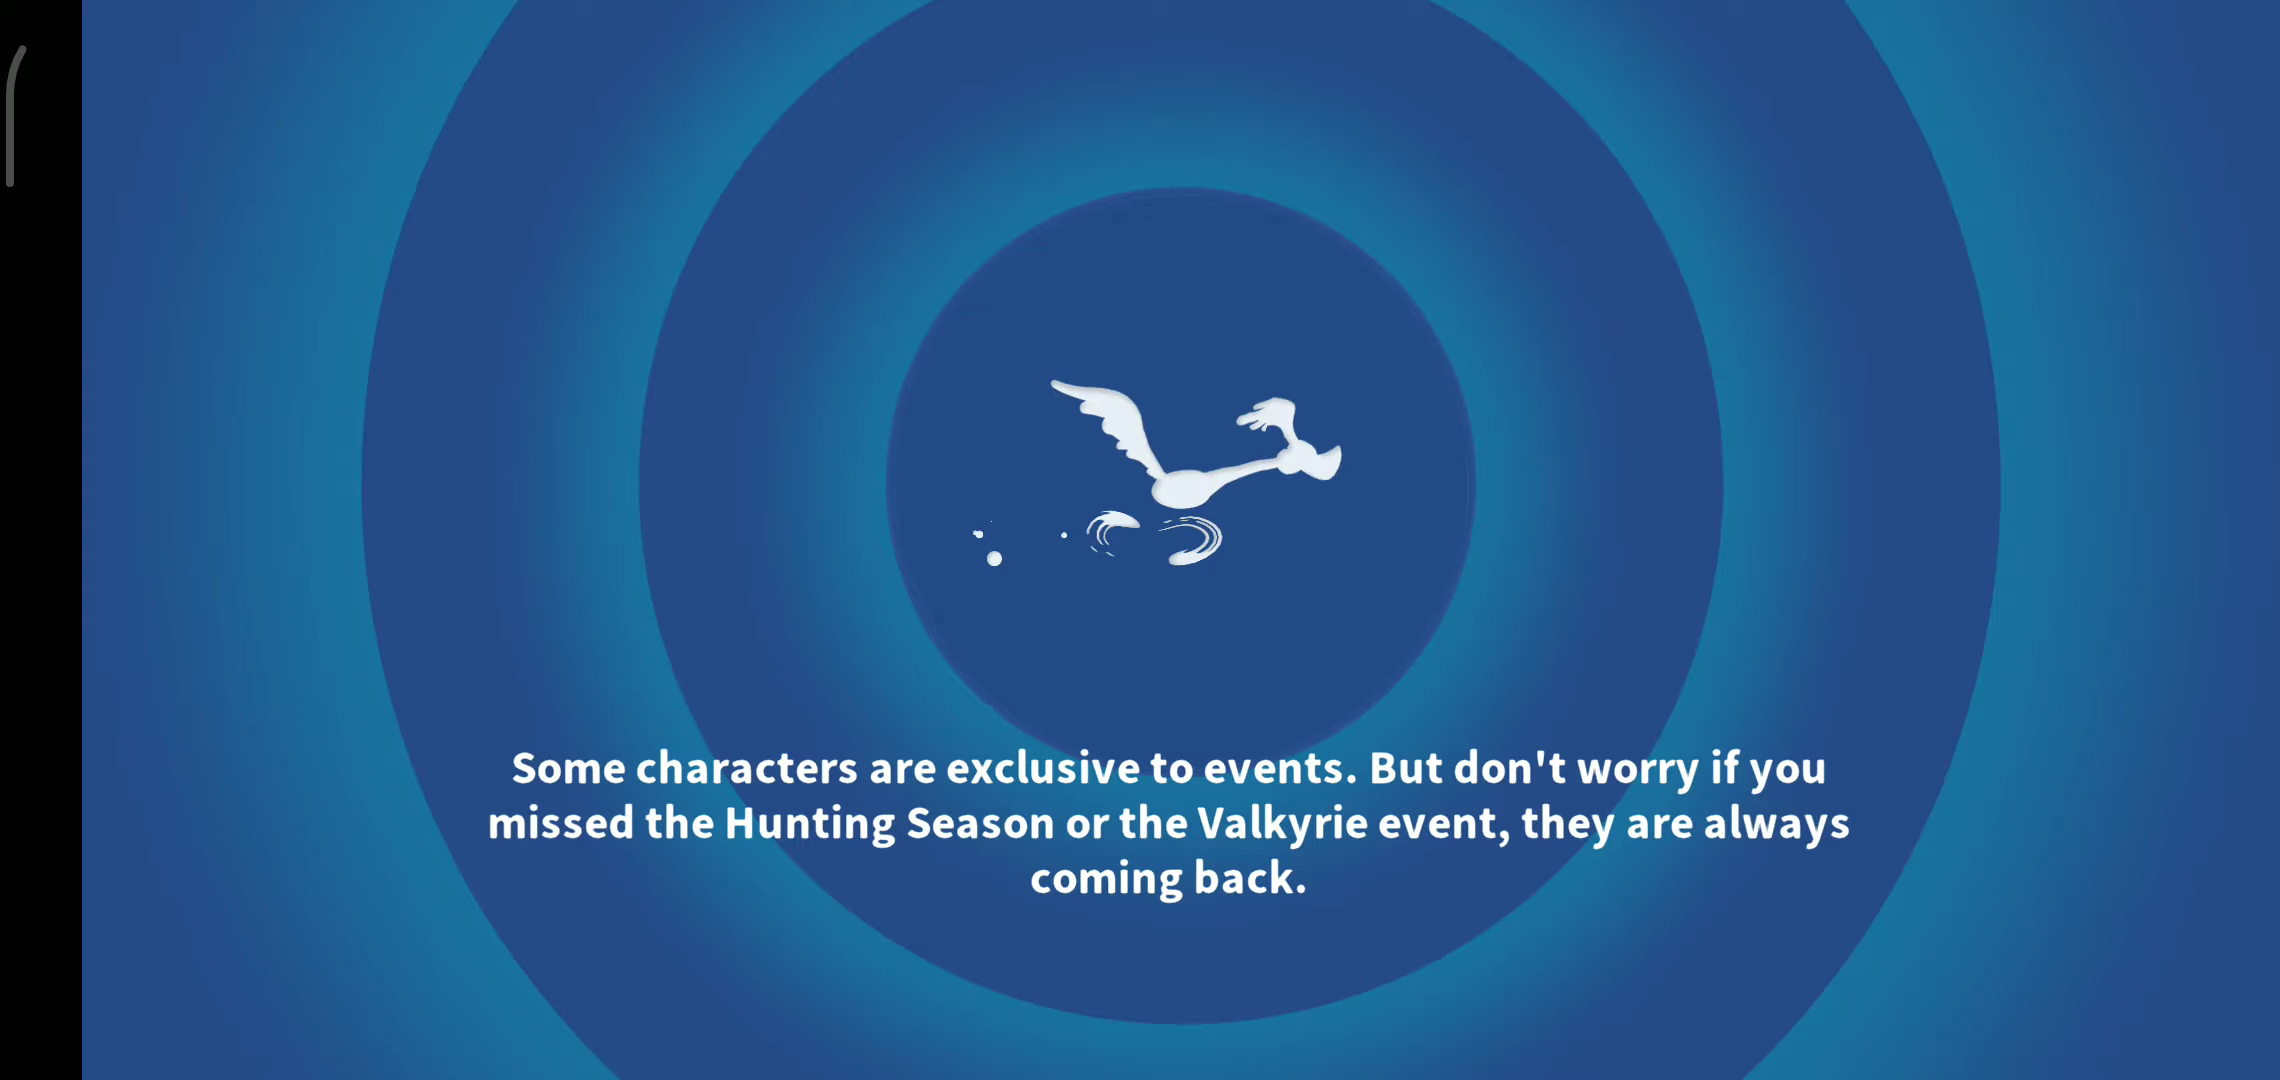 Some characters are exclusive to events. But don't worry if you
missed the Hunting Season or the Valkyrie event, they are always
coming back.